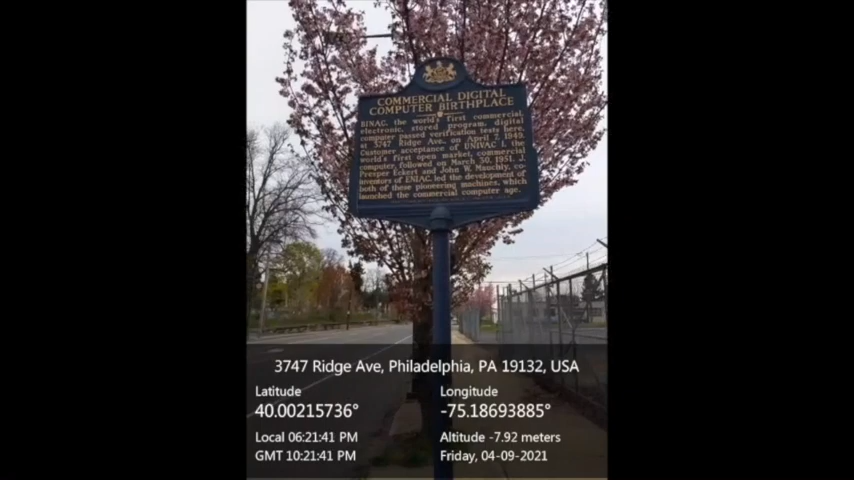 COMMERCIAL DIGITAL
COMPUTER BIRTHPLACE
BINAC, the world's first commercial,
electronic, stored program, digital
computer passed verification tests here,
at 3747 Ridge Ave., on April 7, 1949.
Customer acceptance of UNIVAC I, the
world's first open market, commercial
computer, followed on March 30, 1951. J.
Presper Eckert and John W. Mauchly, co-
inventors of ENIAC, led the development of
both of these pioneering machines, which
launched the commercial computer age.
3747 Ridge Ave, Philadelphia, PA 19132, USA
Latitude
40.00215736°
Longitude
-75.18693885°
Local 06:21:41 PM
GMT 10:21:41 PM
Altitude -7.92 meters
Friday, 04-09-2021